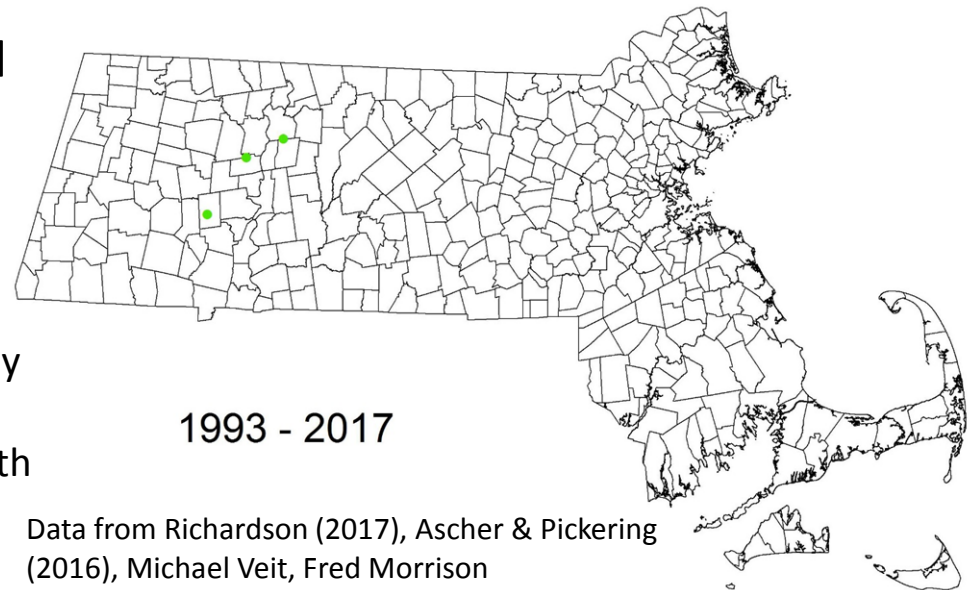 1993 - 2017
Data from Richardson (2017), Ascher & Pickering
(2016), Michael Veit, Fred Morrison